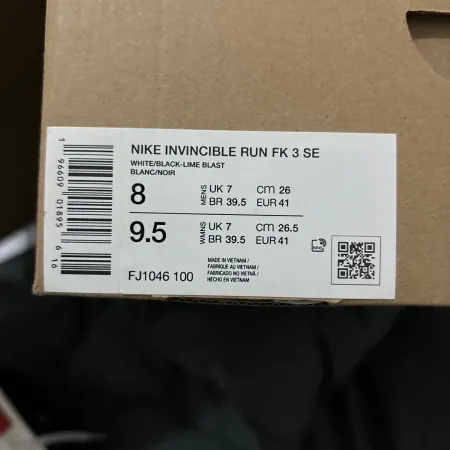 NIKE INVINCIBLE RUN FK 3 SE
WHITE/BLACK-LIME BLAST
BLANC/NOIR
8 MENS UK 7 CM 26
BR 39.5 EUR 41
9.5 WMNS UK 7 CM 26.5
BR 39.5 EUR 41
FJ1046 100
MADE IN VIETNAM /
FABRIQUE AU VIETNAM /
FABRICADO NO VIETNÃ /
HECHO EN VIETNAM
1 96609 01895 6 16